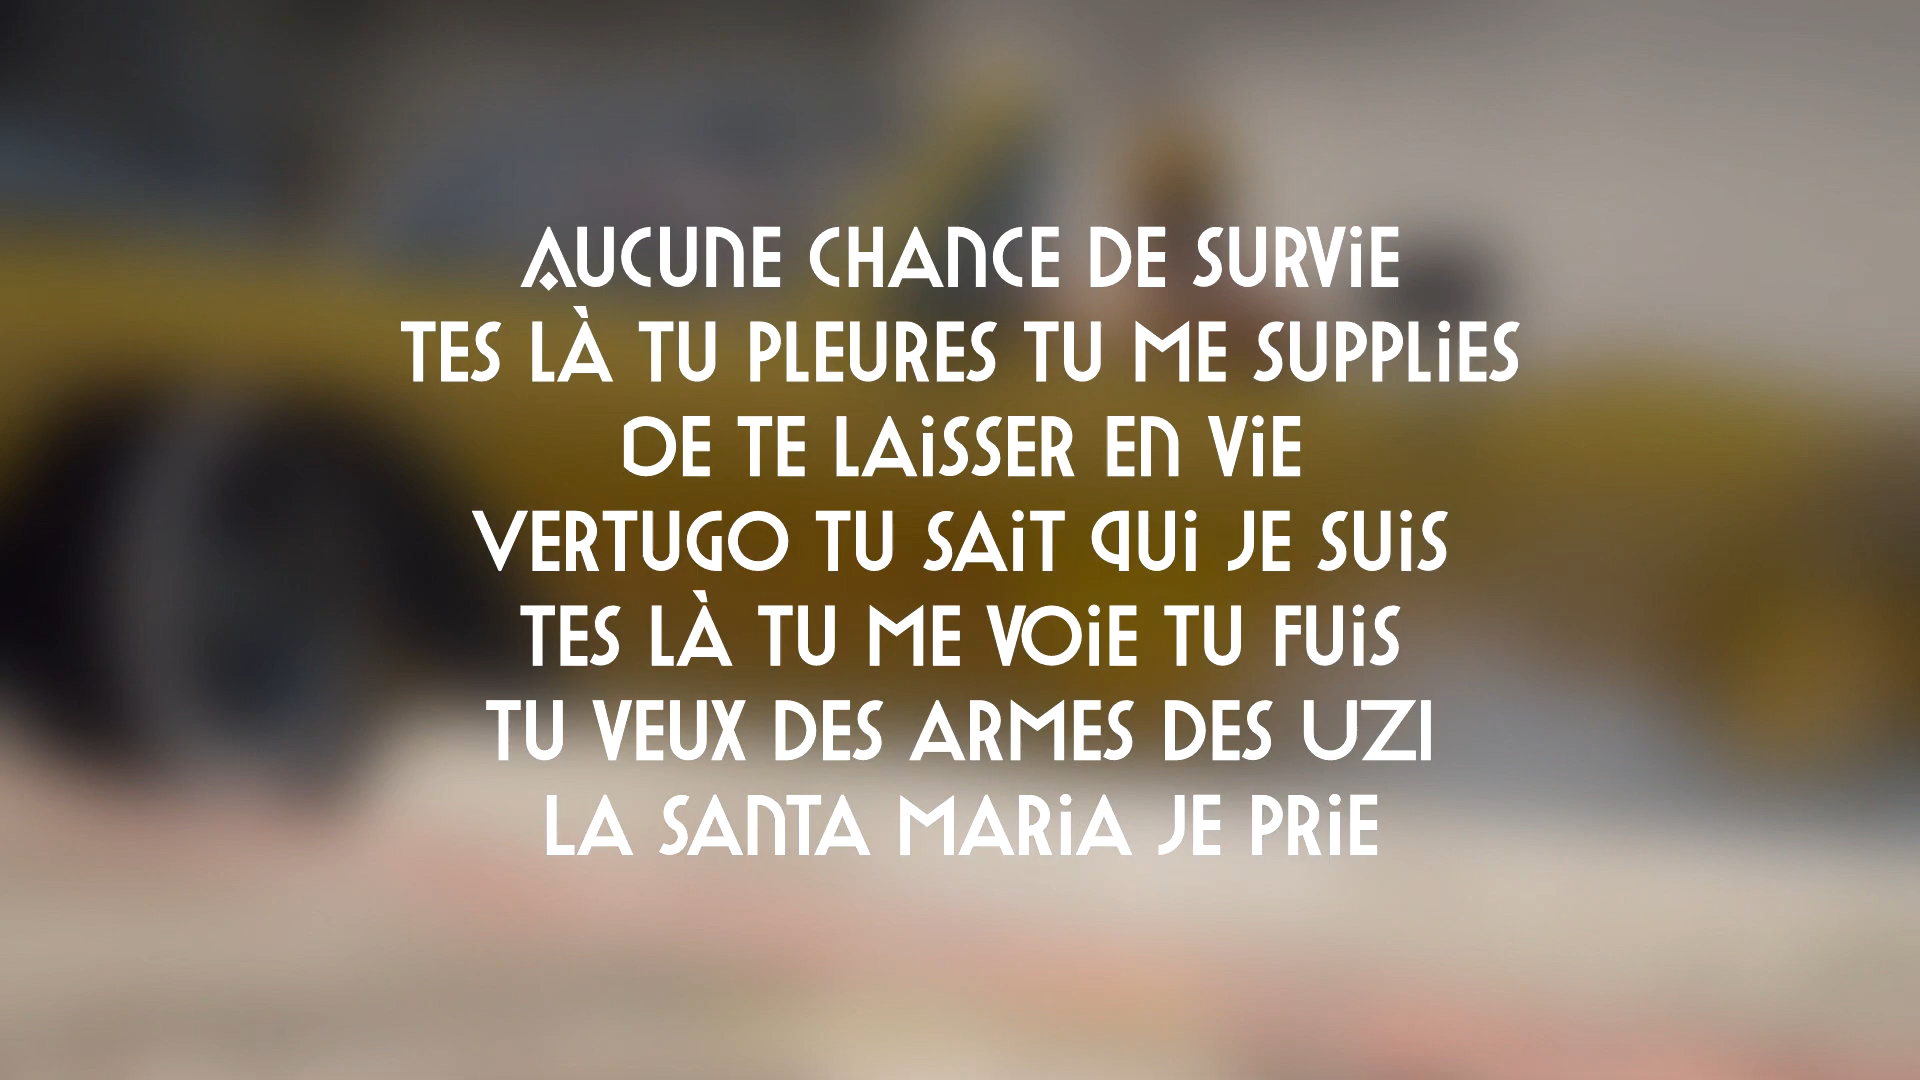 AUCUNE CHANCE DE SURViE
TES LÀ TU PLEURES TU ME SUPPLiES
DE TE LAiSSER EN ViE
VERTUGO TU SAiT QUi JE SUiS
TES LÀ TU ME VOiE TU FUiS
TU VEUX DES ARMES DES UZI
LA SANTA MARiA JE PRiE